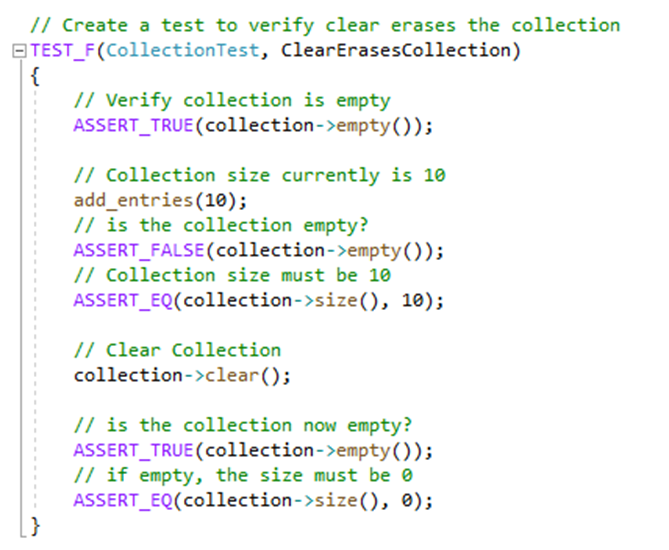 // Create a test to verify clear erases the collection
TEST_F(CollectionTest, ClearErasesCollection)
{
// Verify collection is empty
ASSERT_TRUE(collection->empty());
// Collection size currently is 10
add_entries(10);
// is the collection empty?
ASSERT_FALSE(collection->empty());
// Collection size must be 10
ASSERT_EQ(collection->size(), 10);
// Clear Collection
collection->clear();
// is the collection now empty?
ASSERT_TRUE(collection->empty());
// if empty, the size must be 0
ASSERT_EQ(collection->size(), 0);
}